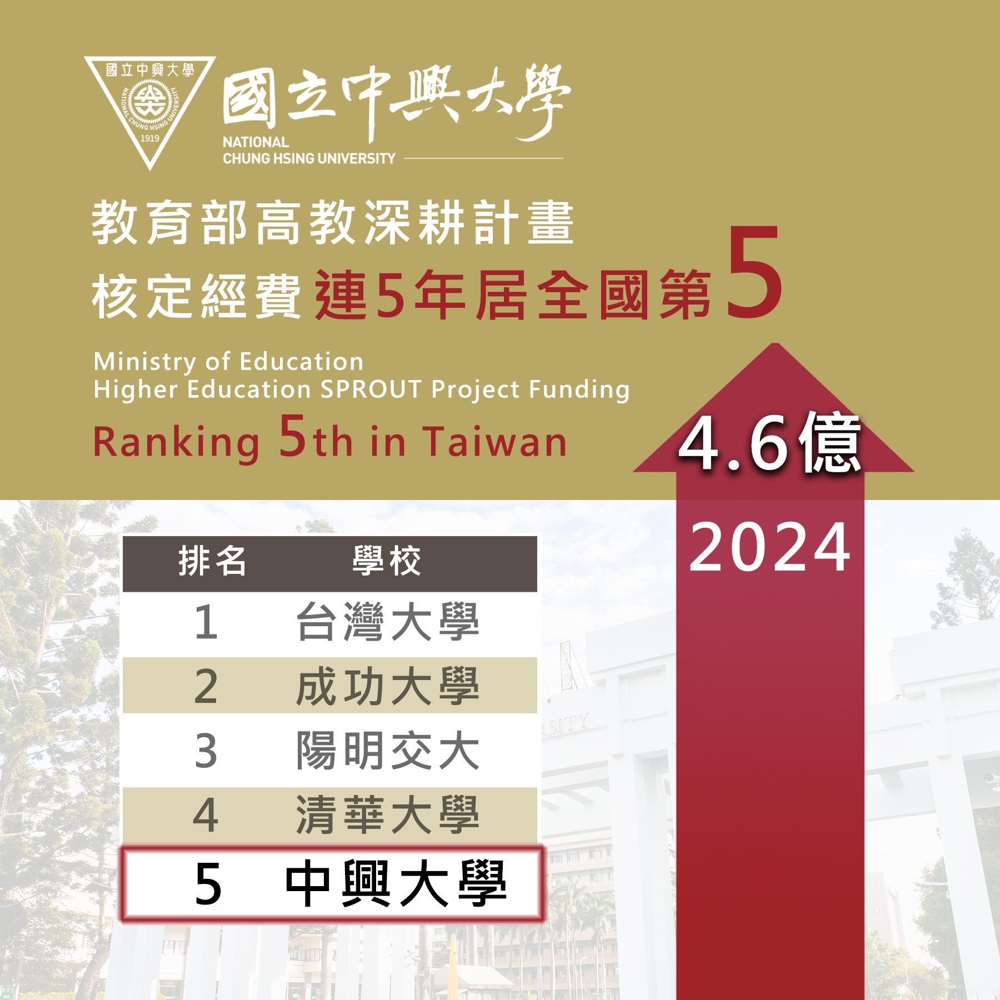 國立中興大學
NATIONAL CHUNG HSING UNIVERSITY
1919
國立中興大學
NATIONAL
CHUNG HSING UNIVERSITY
教育部高教深耕計畫
核定經費連5年居全國第5
Ministry of Education
Higher Education SPROUT Project Funding
Ranking 5th in Taiwan
4.6億
2024
排名 學校
1 台灣大學
2 成功大學
3 陽明交大
4 清華大學
5 中興大學
RSITY